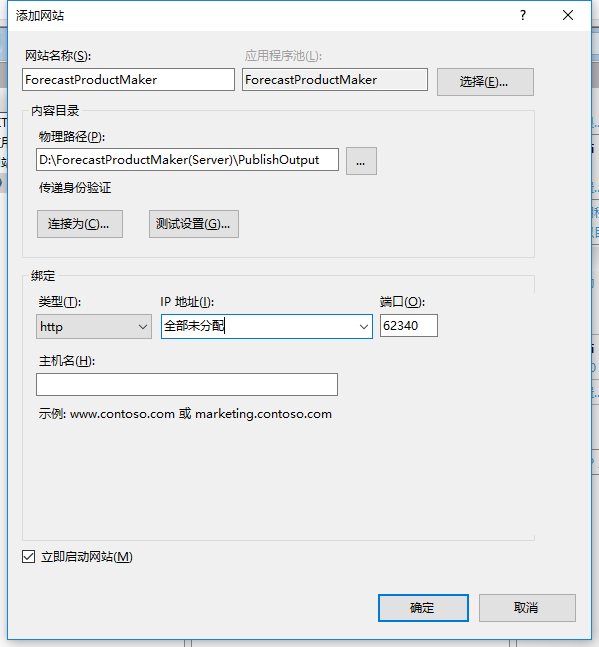 添加网站
网站名称(S): 应用程序池(L):
ForecastProductMaker ForecastProductMaker 选择(E)...
内容目录
物理路径(P):
D:\ForecastProductMaker(Server)\PublishOutput ...
传递身份验证
连接为(C)... 测试设置(G)...
绑定
类型(T): IP 地址(I): 端口(O):
http 全部未分配 62340
主机名(H):
示例: www.contoso.com 或 marketing.contoso.com
立即启动网站(M)
确定 取消